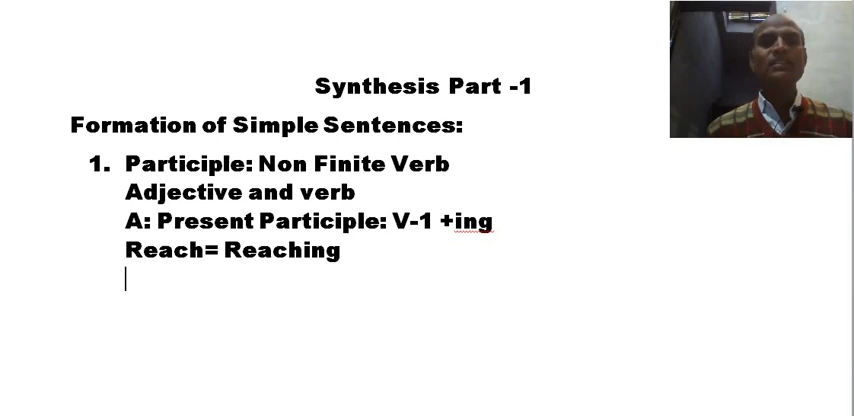 Synthesis Part -1
Formation of Simple Sentences:
1. Participle: Non Finite Verb
Adjective and verb
A: Present Participle: V-1 +ing
Reach= Reaching